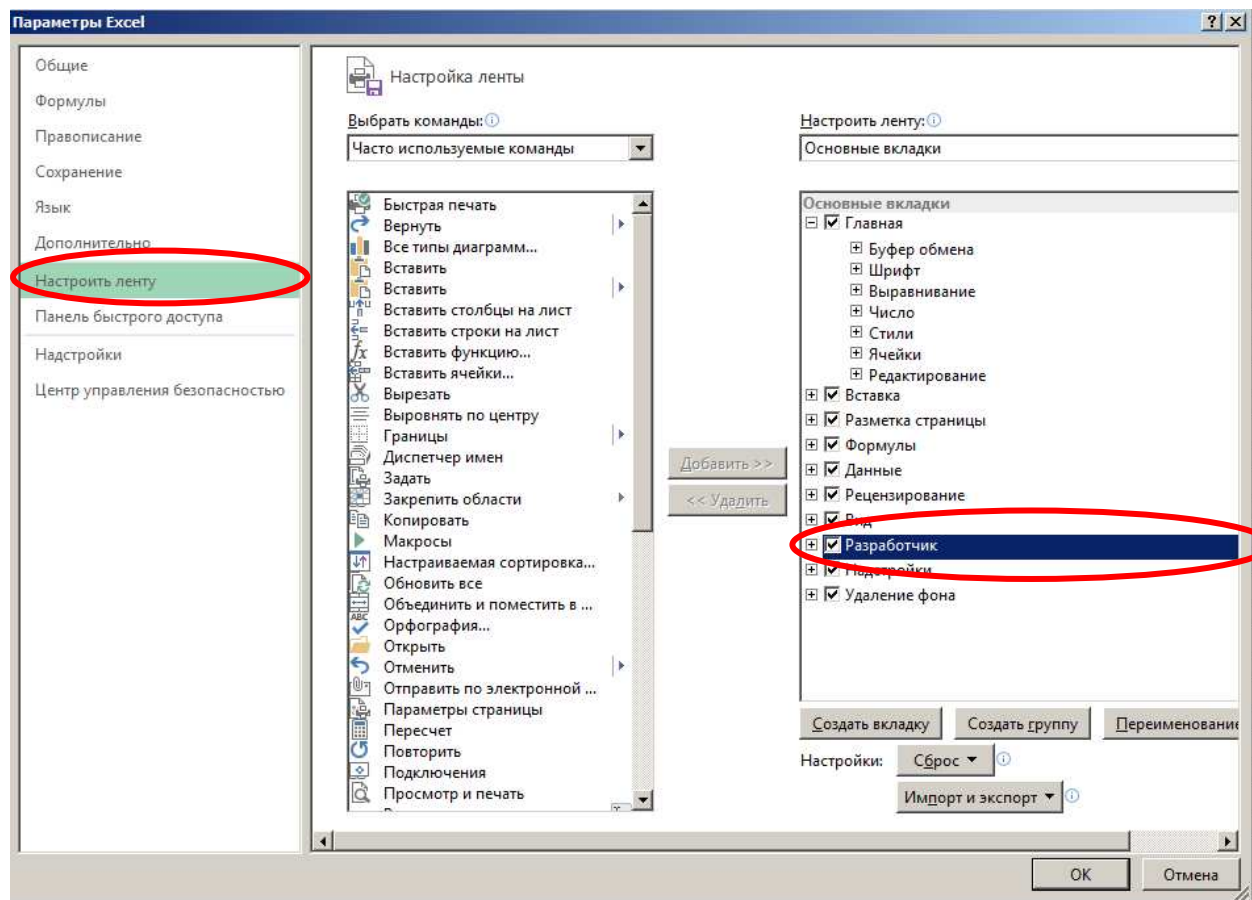 Параметры Excel
Общие
Формулы
Правописание
Сохранение
Язык
Дополнительно
Настроить ленту
Панель быстрого доступа
Надстройки
Центр управления безопасностью
Настройка ленты
Выбрать команды:
Часто используемые команды
Быстрая печать
Вернуть
Все типы диаграмм...
Вставить
Вставить
Вставить столбцы на лист
Вставить строки на лист
Вставить функцию...
Вставить ячейки...
Вырезать
Выровнять по центру
Границы
Диспетчер имен
Задать
Закрепить области
Копировать
Макросы
Настраиваемая сортировка...
Обновить все
Объединить и поместить в ...
Орфография...
Открыть
Отменить
Отправить по электронной ...
Параметры страницы
Пересчет
Повторить
Подключения
Просмотр и печать
Добавить >>
<< Удалить
Настроить ленту:
Основные вкладки
Основные вкладки
Главная
Буфер обмена
Шрифт
Выравнивание
Число
Стили
Ячейки
Редактирование
Вставка
Разметка страницы
Формулы
Данные
Рецензирование
Вид
Разработчик
Надстройки
Удаление фона
Создать вкладку
Создать группу
Переименование
Настройки:
Сброс
Импорт и экспорт
ОК
Отмена